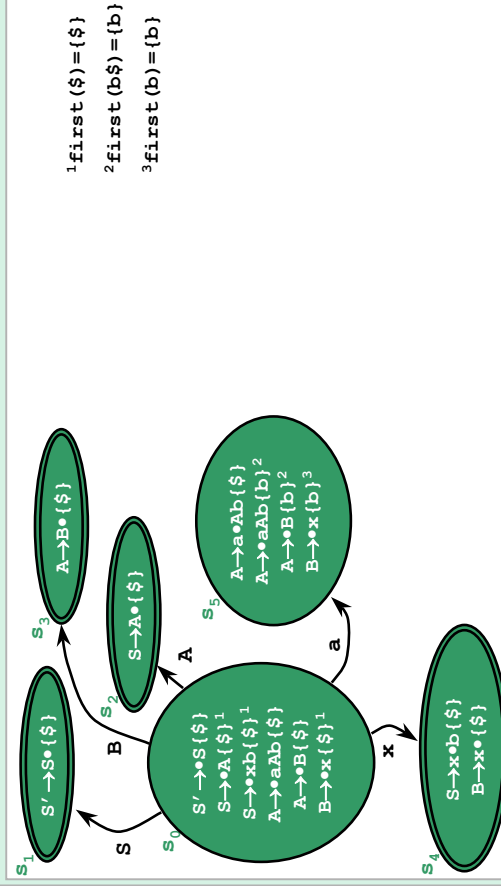 S₁
S'→S•{$}
S₃
A→B•{$}
¹first($)={$}
²first(b$)={b}
³first(b)={b}
S
B
S₂
S→A•{$}
A
S₀
S'→•S{$}
S→•A{$}¹
S→•xb{$}¹
A→•aAb{$}
A→•B{$}
B→•x{$}¹
a
S₅
A→a•Ab{$}
A→•aAb{b}²
A→•B{b}²
B→•x{b}³
x
S₄
S→x•b{$}
B→x•{$}